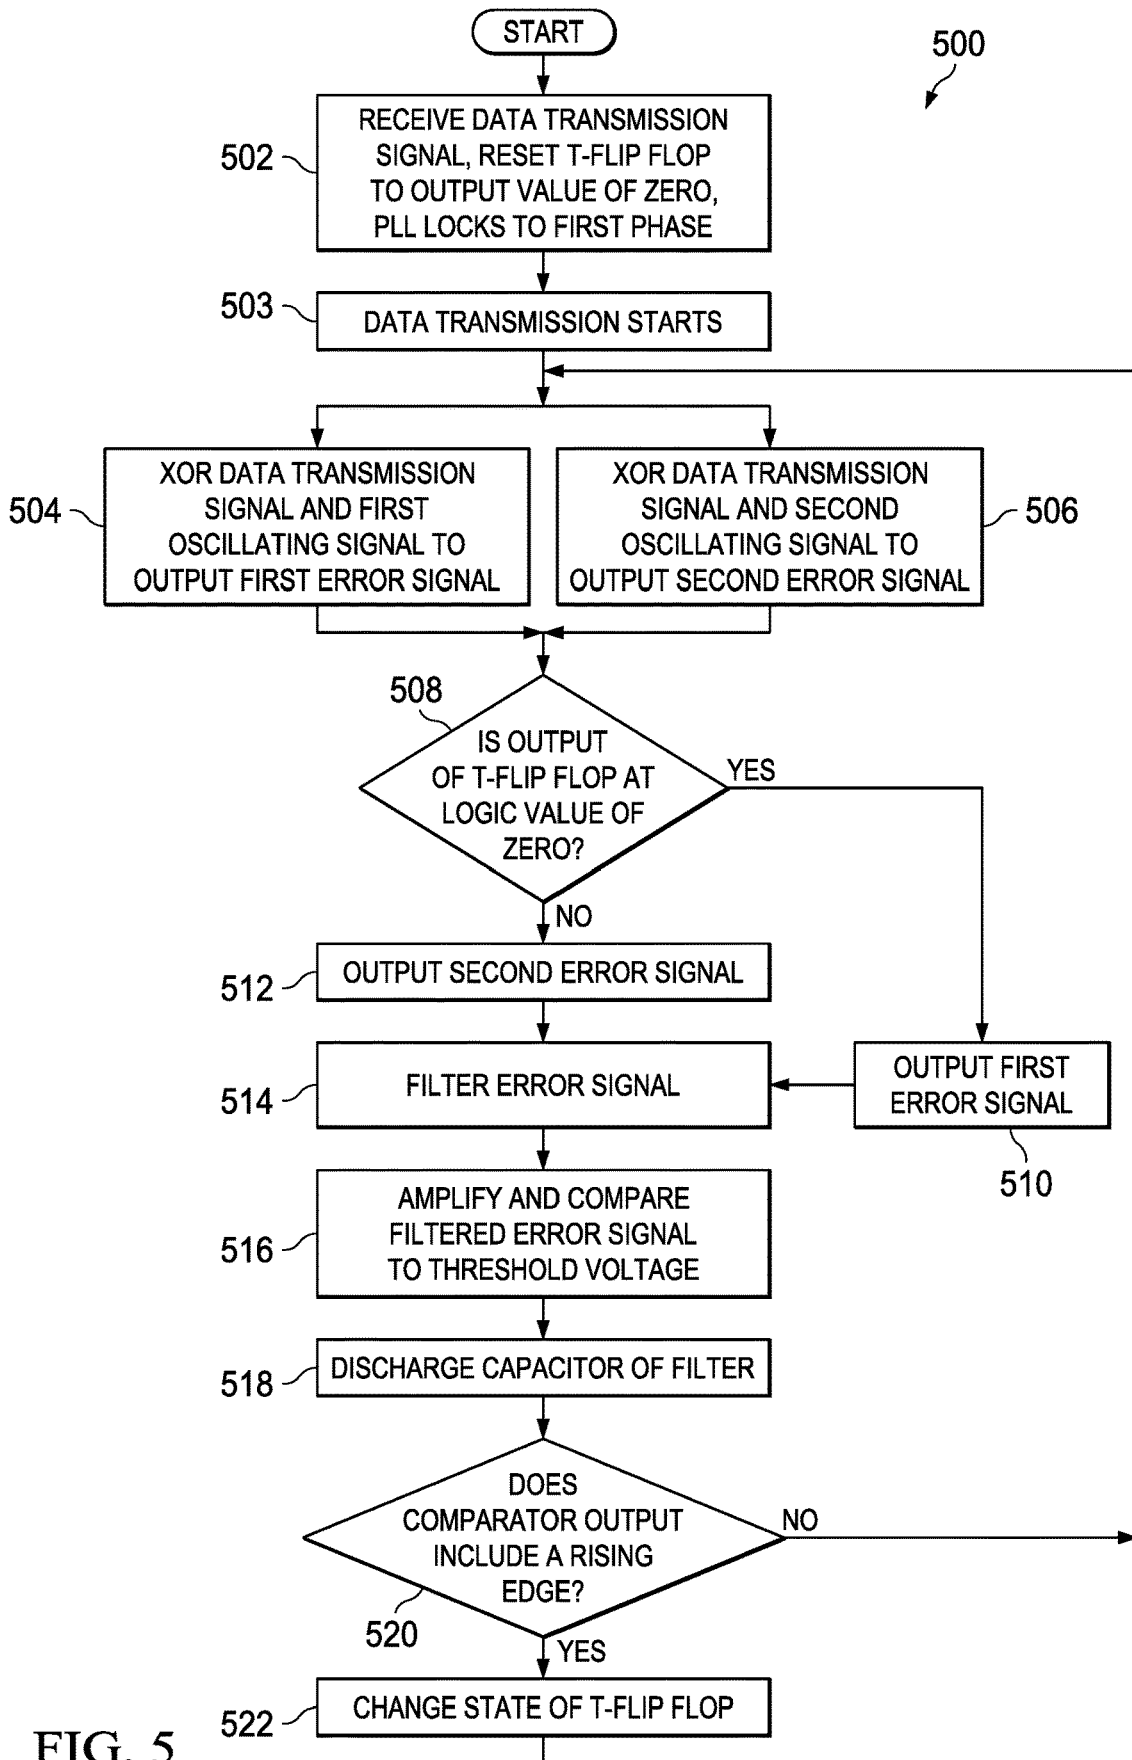 START
500
502
RECEIVE DATA TRANSMISSION
SIGNAL, RESET T-FLIP FLOP
TO OUTPUT VALUE OF ZERO,
PLL LOCKS TO FIRST PHASE
503
DATA TRANSMISSION STARTS
504
XOR DATA TRANSMISSION
SIGNAL AND FIRST
OSCILLATING SIGNAL TO
OUTPUT FIRST ERROR SIGNAL
XOR DATA TRANSMISSION
SIGNAL AND SECOND
OSCILLATING SIGNAL TO
OUTPUT SECOND ERROR SIGNAL
506
508
IS OUTPUT
OF T-FLIP FLOP AT
LOGIC VALUE OF
ZERO?
YES
NO
512
OUTPUT SECOND ERROR SIGNAL
514
FILTER ERROR SIGNAL
OUTPUT FIRST
ERROR SIGNAL
510
516
AMPLIFY AND COMPARE
FILTERED ERROR SIGNAL
TO THRESHOLD VOLTAGE
518
DISCHARGE CAPACITOR OF FILTER
DOES
COMPARATOR OUTPUT
INCLUDE A RISING
EDGE?
NO
520
YES
522
CHANGE STATE OF T-FLIP FLOP
FIG. 5